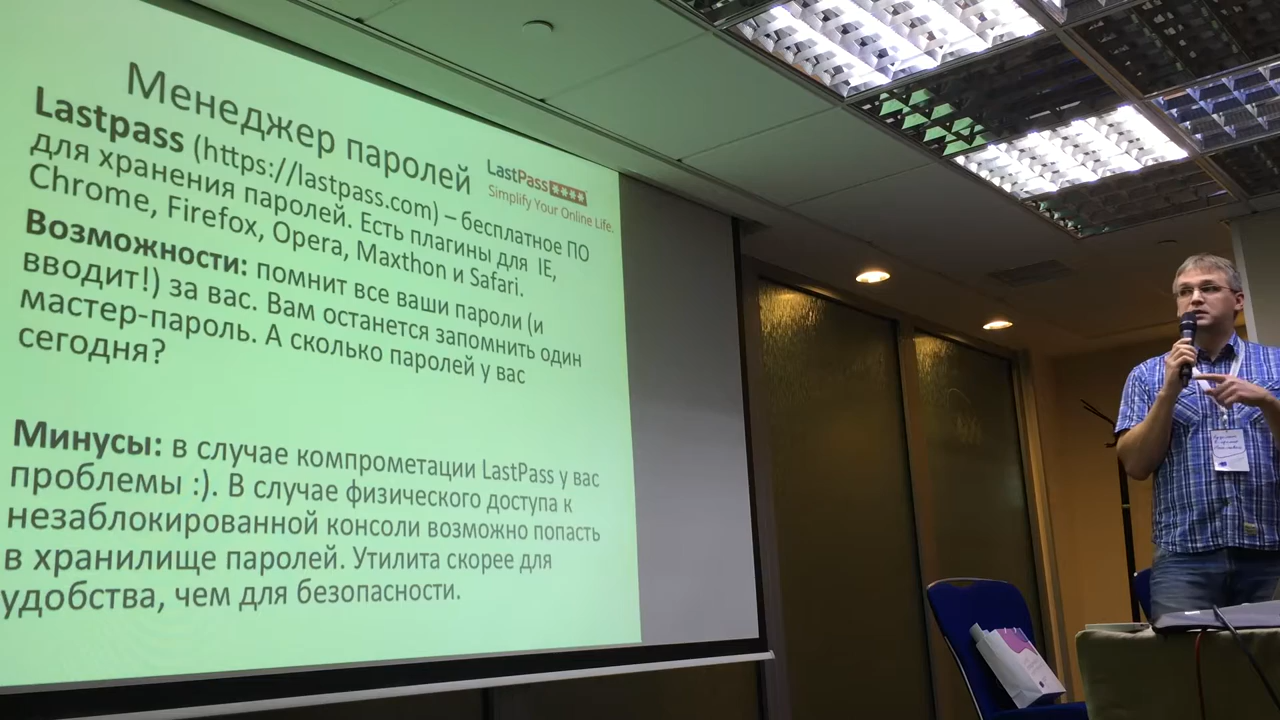 Менеджер паролей
LastPass ****
Simplify Your Online Life.
Lastpass (https://lastpass.com) – бесплатное ПО
для хранения паролей. Есть плагины для IE,
Chrome, Firefox, Opera, Maxthon и Safari.
Возможности: помнит все ваши пароли (и
вводит!) за вас. Вам останется запомнить один
мастер-пароль. А сколько паролей у вас
сегодня?
Минусы: в случае компрометации LastPass у вас
проблемы :). В случае физического доступа к
незаблокированной консоли возможно попасть
в хранилище паролей. Утилита скорее для
удобства, чем для безопасности.